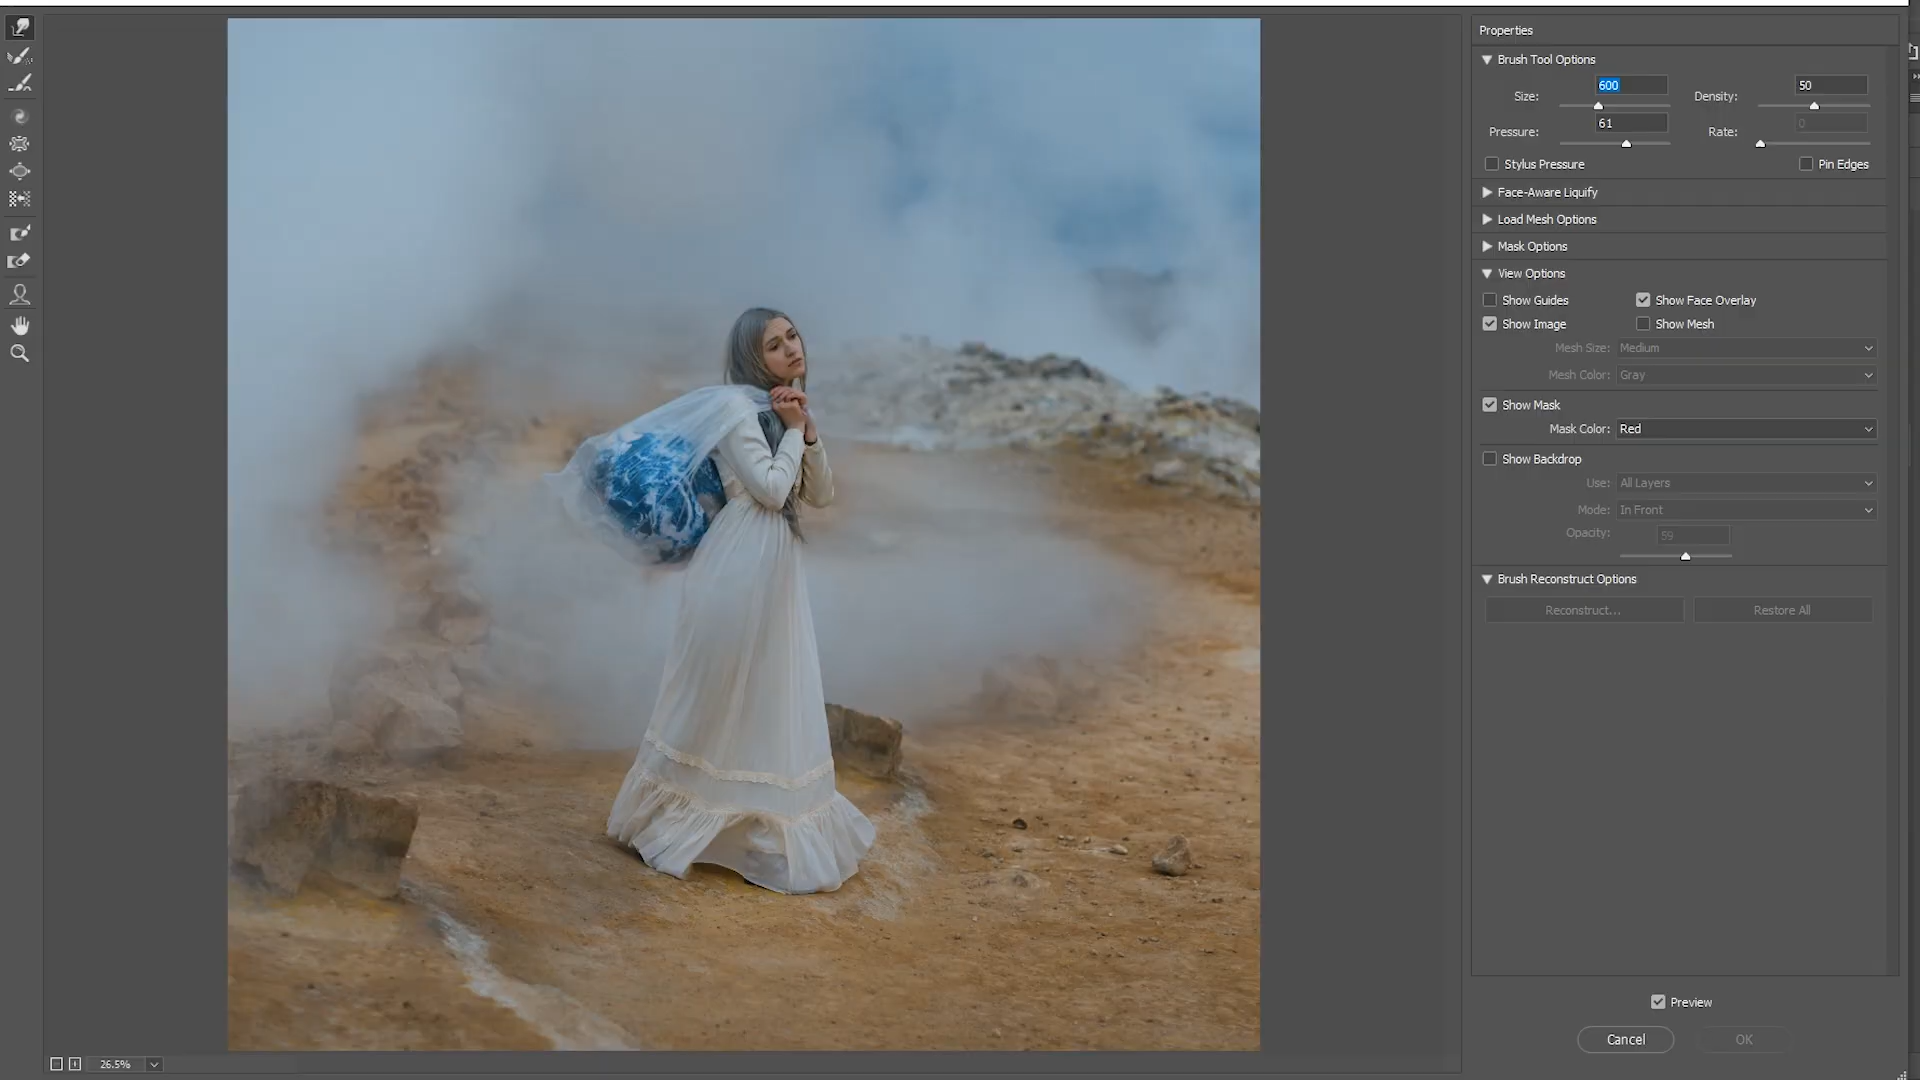 Properties
Brush Tool Options
Size: 600 Density: 50
Pressure: 61 Rate: 0
Stylus Pressure Pin Edges
Face-Aware Liquify
Load Mesh Options
Mask Options
View Options
Show Guides Show Face Overlay
Show Image Show Mesh
Mesh Size: Medium
Mesh Color: Gray
Show Mask
Mask Color: Red
Show Backdrop
Use: All Layers
Mode: In Front
Opacity: 59
Brush Reconstruct Options
Reconstruct... Restore All
Preview
Cancel OK
26.5%